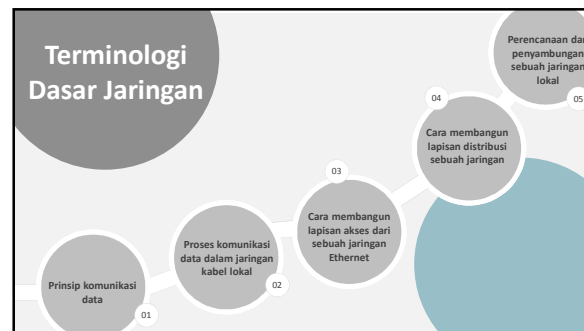 Terminologi
Dasar Jaringan
Prinsip komunikasi
data
01
Proses komunikasi
data dalam jaringan
kabel lokal
02
03
Cara membangun
lapisan akses dari
sebuah jaringan
Ethernet
04
Cara membangun
lapisan distribusi
sebuah jaringan
Perencanaan dan
penyambungan
sebuah jaringan
lokal
05